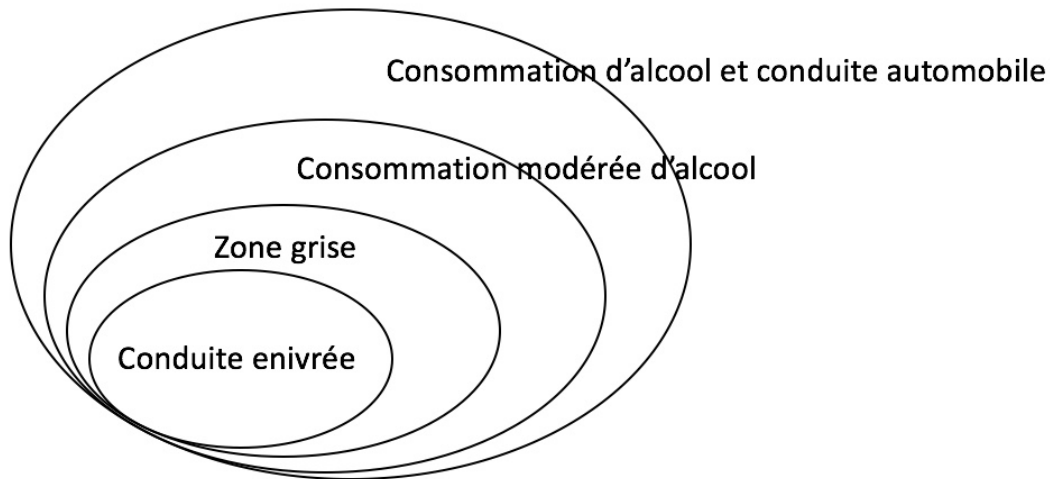 Consommation d’alcool et conduite automobile
Consommation modérée d’alcool
Zone grise
Conduite enivrée